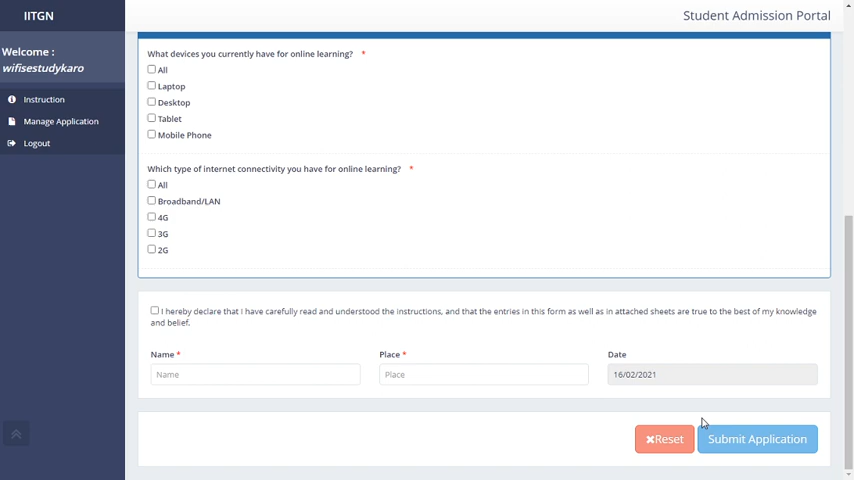 IITGN
Student Admission Portal
Welcome :
wifisestudykaro
Instruction
Manage Application
Logout
What devices you currently have for online learning? *
All
Laptop
Desktop
Tablet
Mobile Phone
Which type of internet connectivity you have for online learning? *
All
Broadband/LAN
4G
3G
2G
I hereby declare that I have carefully read and understood the instructions, and that the entries in this form as well as in attached sheets are true to the best of my knowledge
and belief.
Name * Place * Date
Name Place 16/02/2021
Reset Submit Application